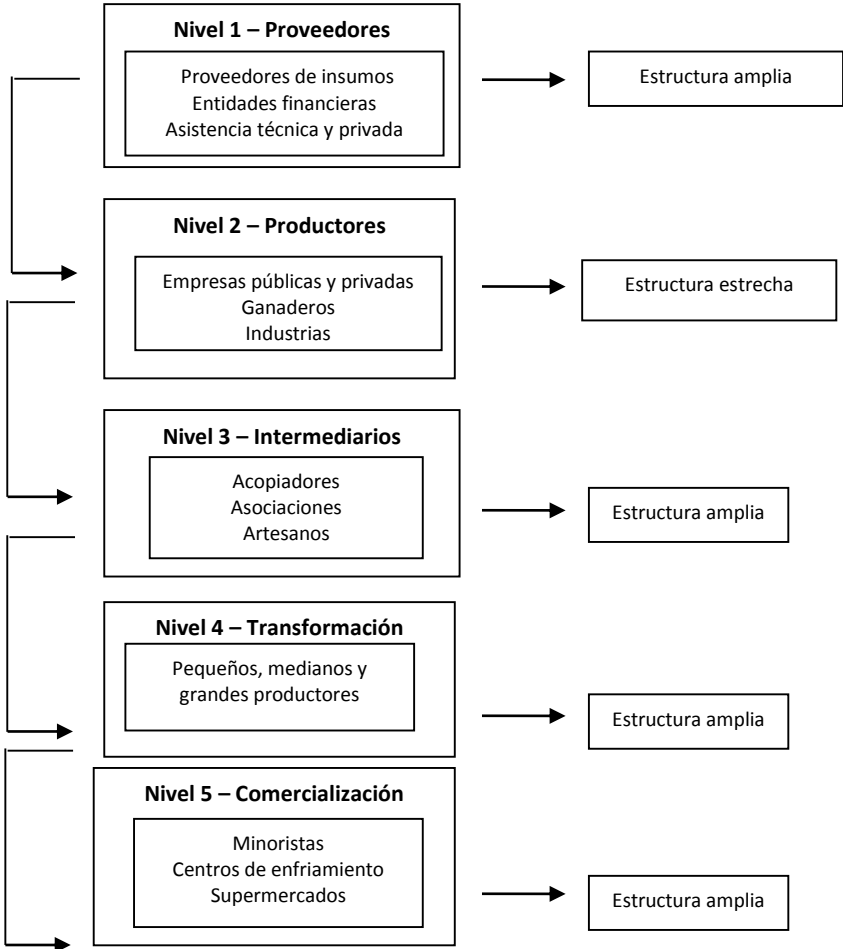 Nivel 1 – Proveedores
Proveedores de insumos
Entidades financieras
Asistencia técnica y privada
Estructura amplia
Nivel 2 – Productores
Empresas públicas y privadas
Ganaderos
Industrias
Estructura estrecha
Nivel 3 – Intermediarios
Acopiadores
Asociaciones
Artesanos
Estructura amplia
Nivel 4 – Transformación
Pequeños, medianos y
grandes productores
Estructura amplia
Nivel 5 – Comercialización
Minoristas
Centros de enfriamiento
Supermercados
Estructura amplia